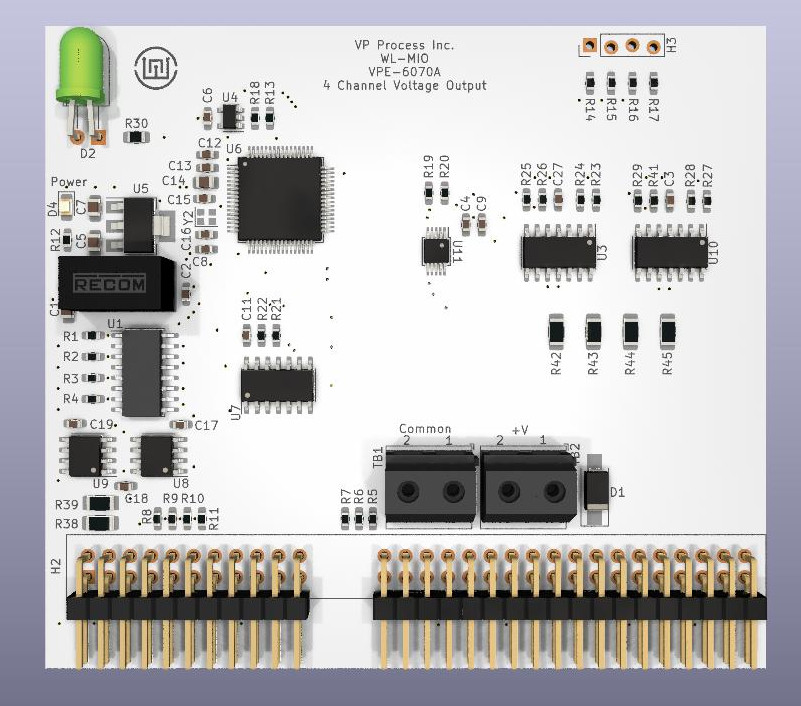 VP Process Inc.
WL-MIO
VPE-6070A
4 Channel Voltage Output
H3
R14
R15
R16
R17
D2
R30
C6
U4
R18
R13
C12
U6
C13
C14
C15
Y2
C16
C8
Power
D4
C7
U5
R12
C5
RECOM
C2
C1
R19
R20
C4
C9
U11
R25
R26
C27
R24
R23
U3
R29
R41
C3
R28
R27
U10
R42
R43
R44
R45
R1
U1
R2
R3
R4
C11
R22
R21
U7
C19
C17
U9
U8
C18
R39
R38
R8
R9
R10
R11
R7
R6
R5
Common
+V
2 1
2 1
TB1
D1
H2